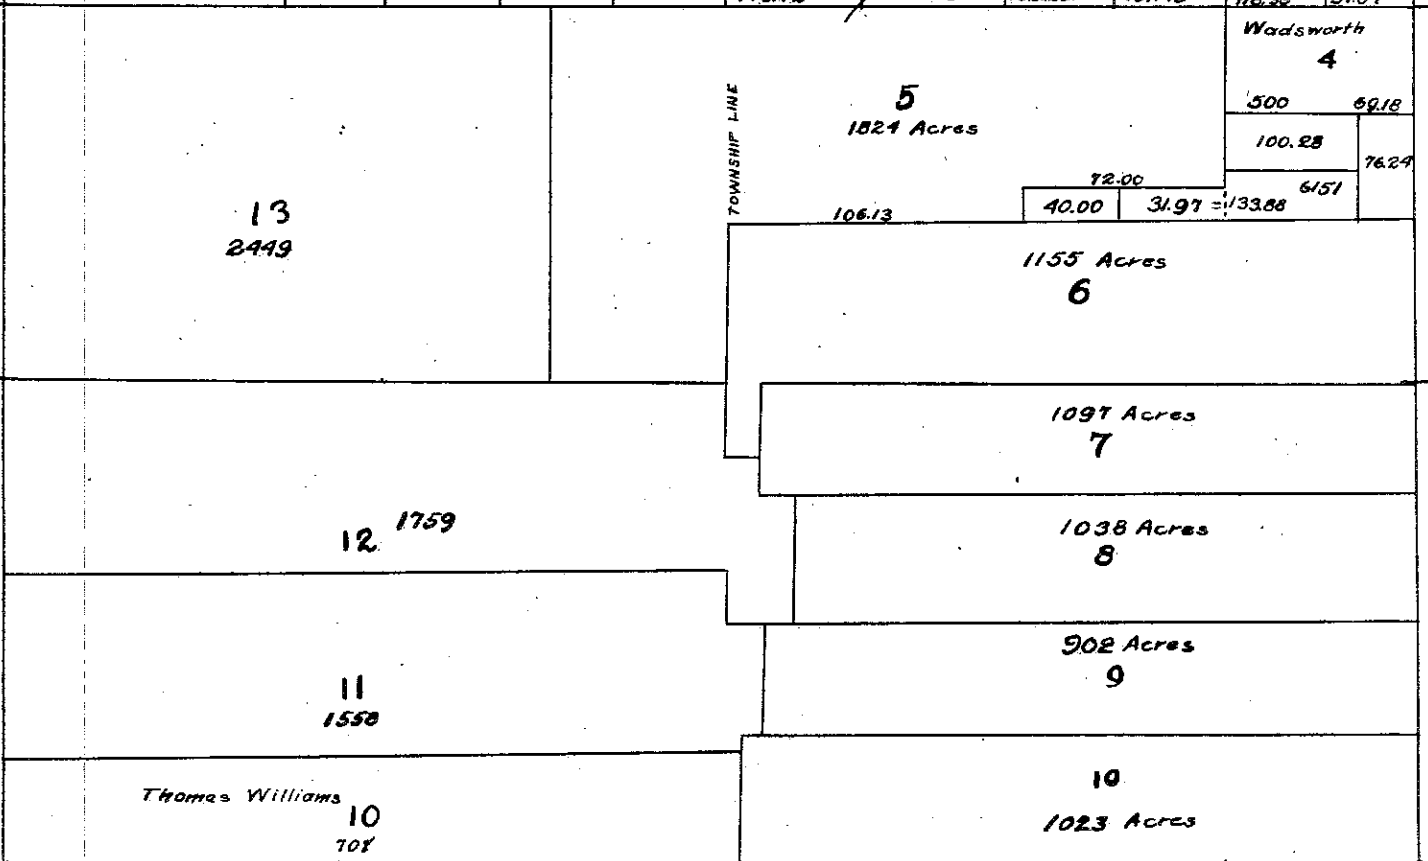 Wadsworth
4
500 69.18
5
1824 Acres
TOWNSHIP LINE
100.28
76.24
72.00
6151
106.13
40.00
31.97 = 133.88
13
2449
1155 Acres
6
1097 Acres
7
12 1759
1038 Acres
8
902 Acres
9
11
1558
10
1023 Acres
Thomas Williams
10